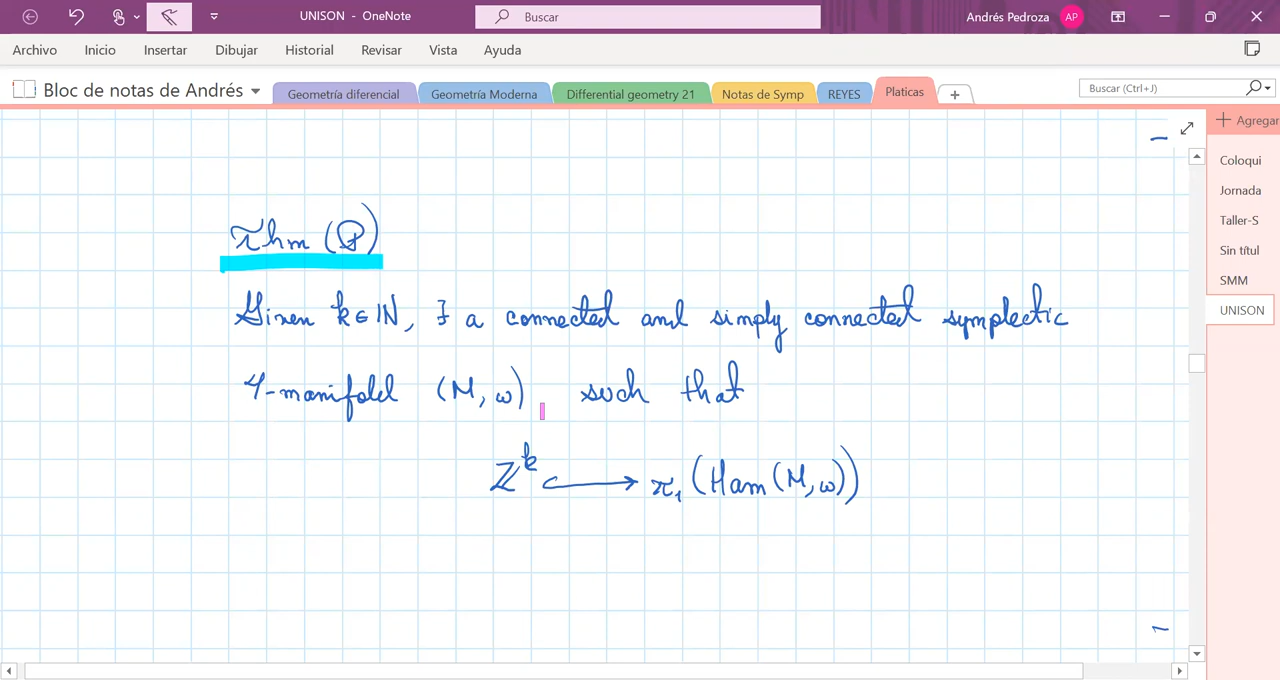 UNISON - OneNote
Buscar
Andrés Pedroza
AP
Archivo Inicio Insertar Dibujar Historial Revisar Vista Ayuda
Bloc de notas de Andrés
Geometría diferencial
Geometría Moderna
Differential geometry 21
Notas de Symp
REYES
Platicas
Buscar (Ctrl+J)
Agregar
Coloqui
Jornada
Taller-S
Sin títul
SMM
UNISON
Thm (P)
Given k ∈ ℕ, ∃ a connected and simply connected symplectic
4-manifold (M, ω) such that
ℤ^k ↪ π₁(Ham(M, ω))